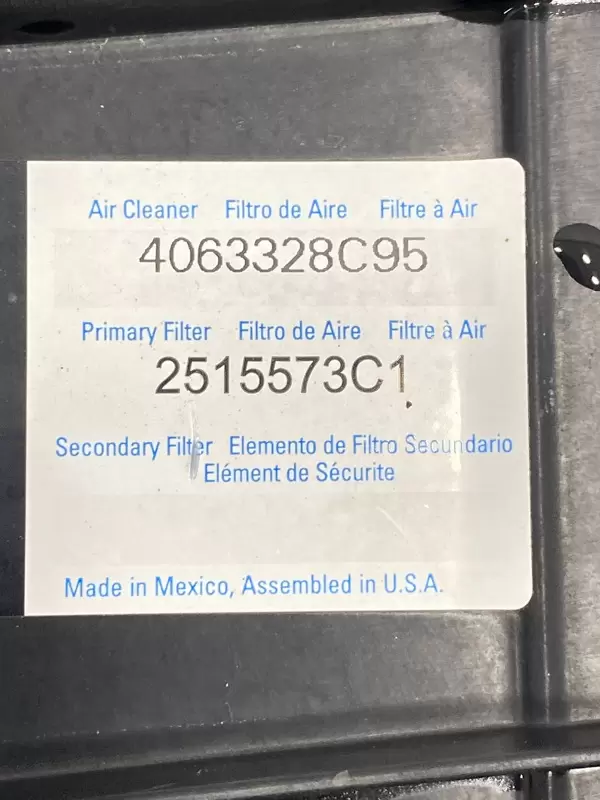 Air Cleaner Filtro de Aire Filtre à Air
4063328C95
Primary Filter Filtro de Aire Filtre à Air
2515573C1
Secondary Filter Elemento de Filtro Secundario
Elément de Sécurite
Made in Mexico, Assembled in U.S.A.